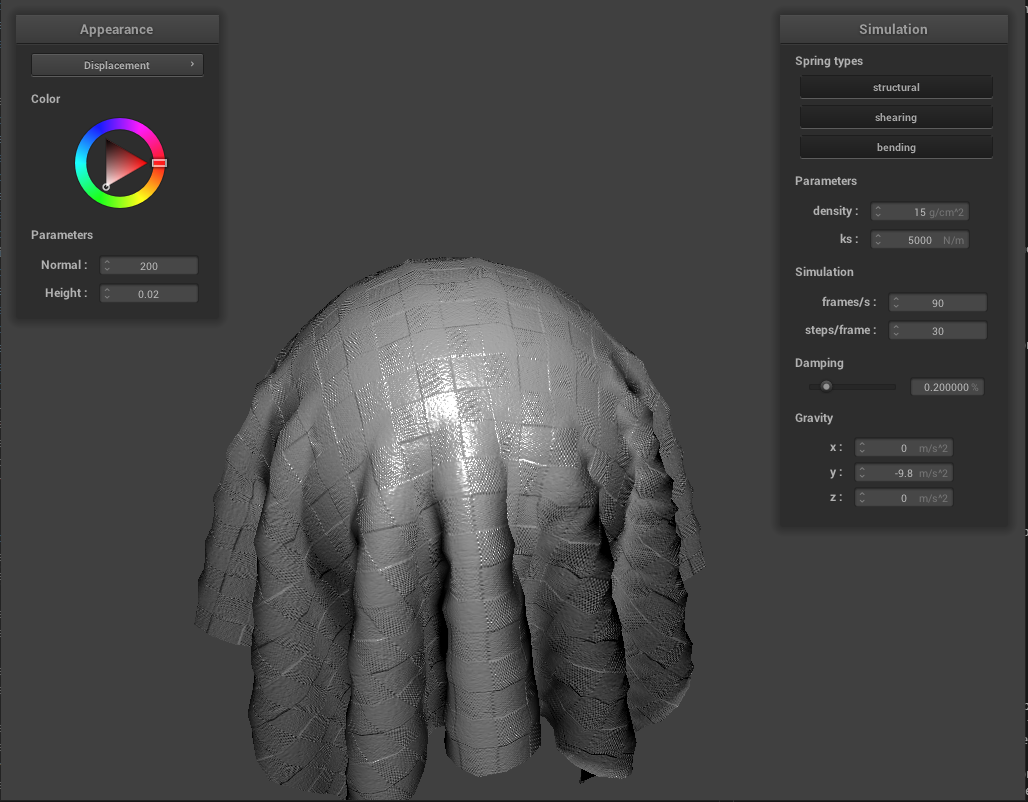 Appearance
Displacement
Color
Parameters
Normal : 200
Height : 0.02
Simulation
Spring types
structural
shearing
bending
Parameters
density : 15 g/cm^2
ks : 5000 N/m
Simulation
frames/s : 90
steps/frame : 30
Damping
0.200000 %
Gravity
x : 0 m/s^2
y : -9.8 m/s^2
z : 0 m/s^2